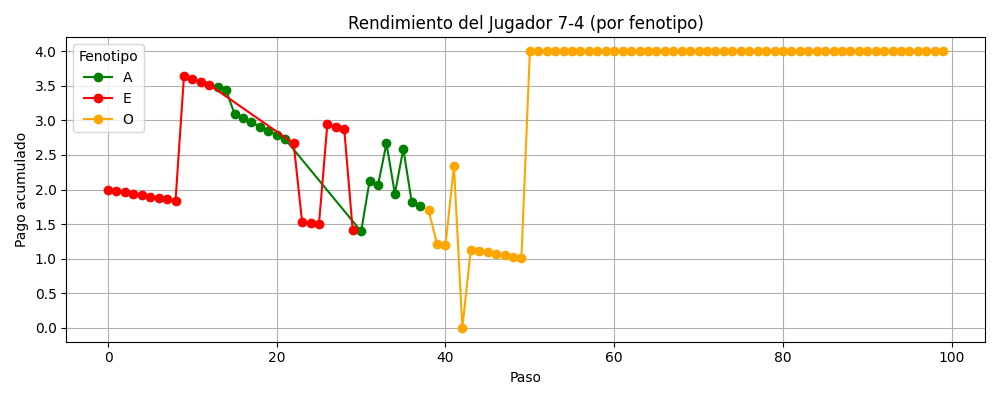 Rendimiento del Jugador 7-4 (por fenotipo)
Fenotipo
A
E
O
Pago acumulado
4.0
3.5
3.0
2.5
2.0
1.5
1.0
0.5
0.0
0 20 40 60 80 100
Paso